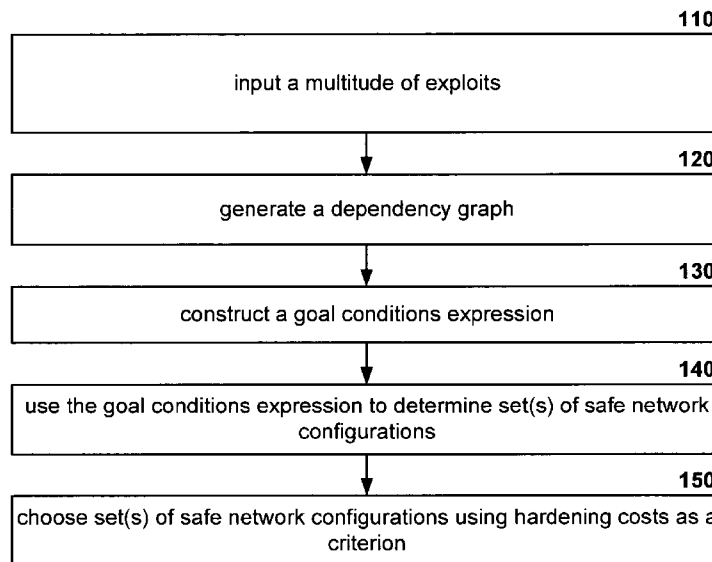 110
input a multitude of exploits
120
generate a dependency graph
130
construct a goal conditions expression
140
use the goal conditions expression to determine set(s) of safe network
configurations
150
choose set(s) of safe network configurations using hardening costs as a
criterion